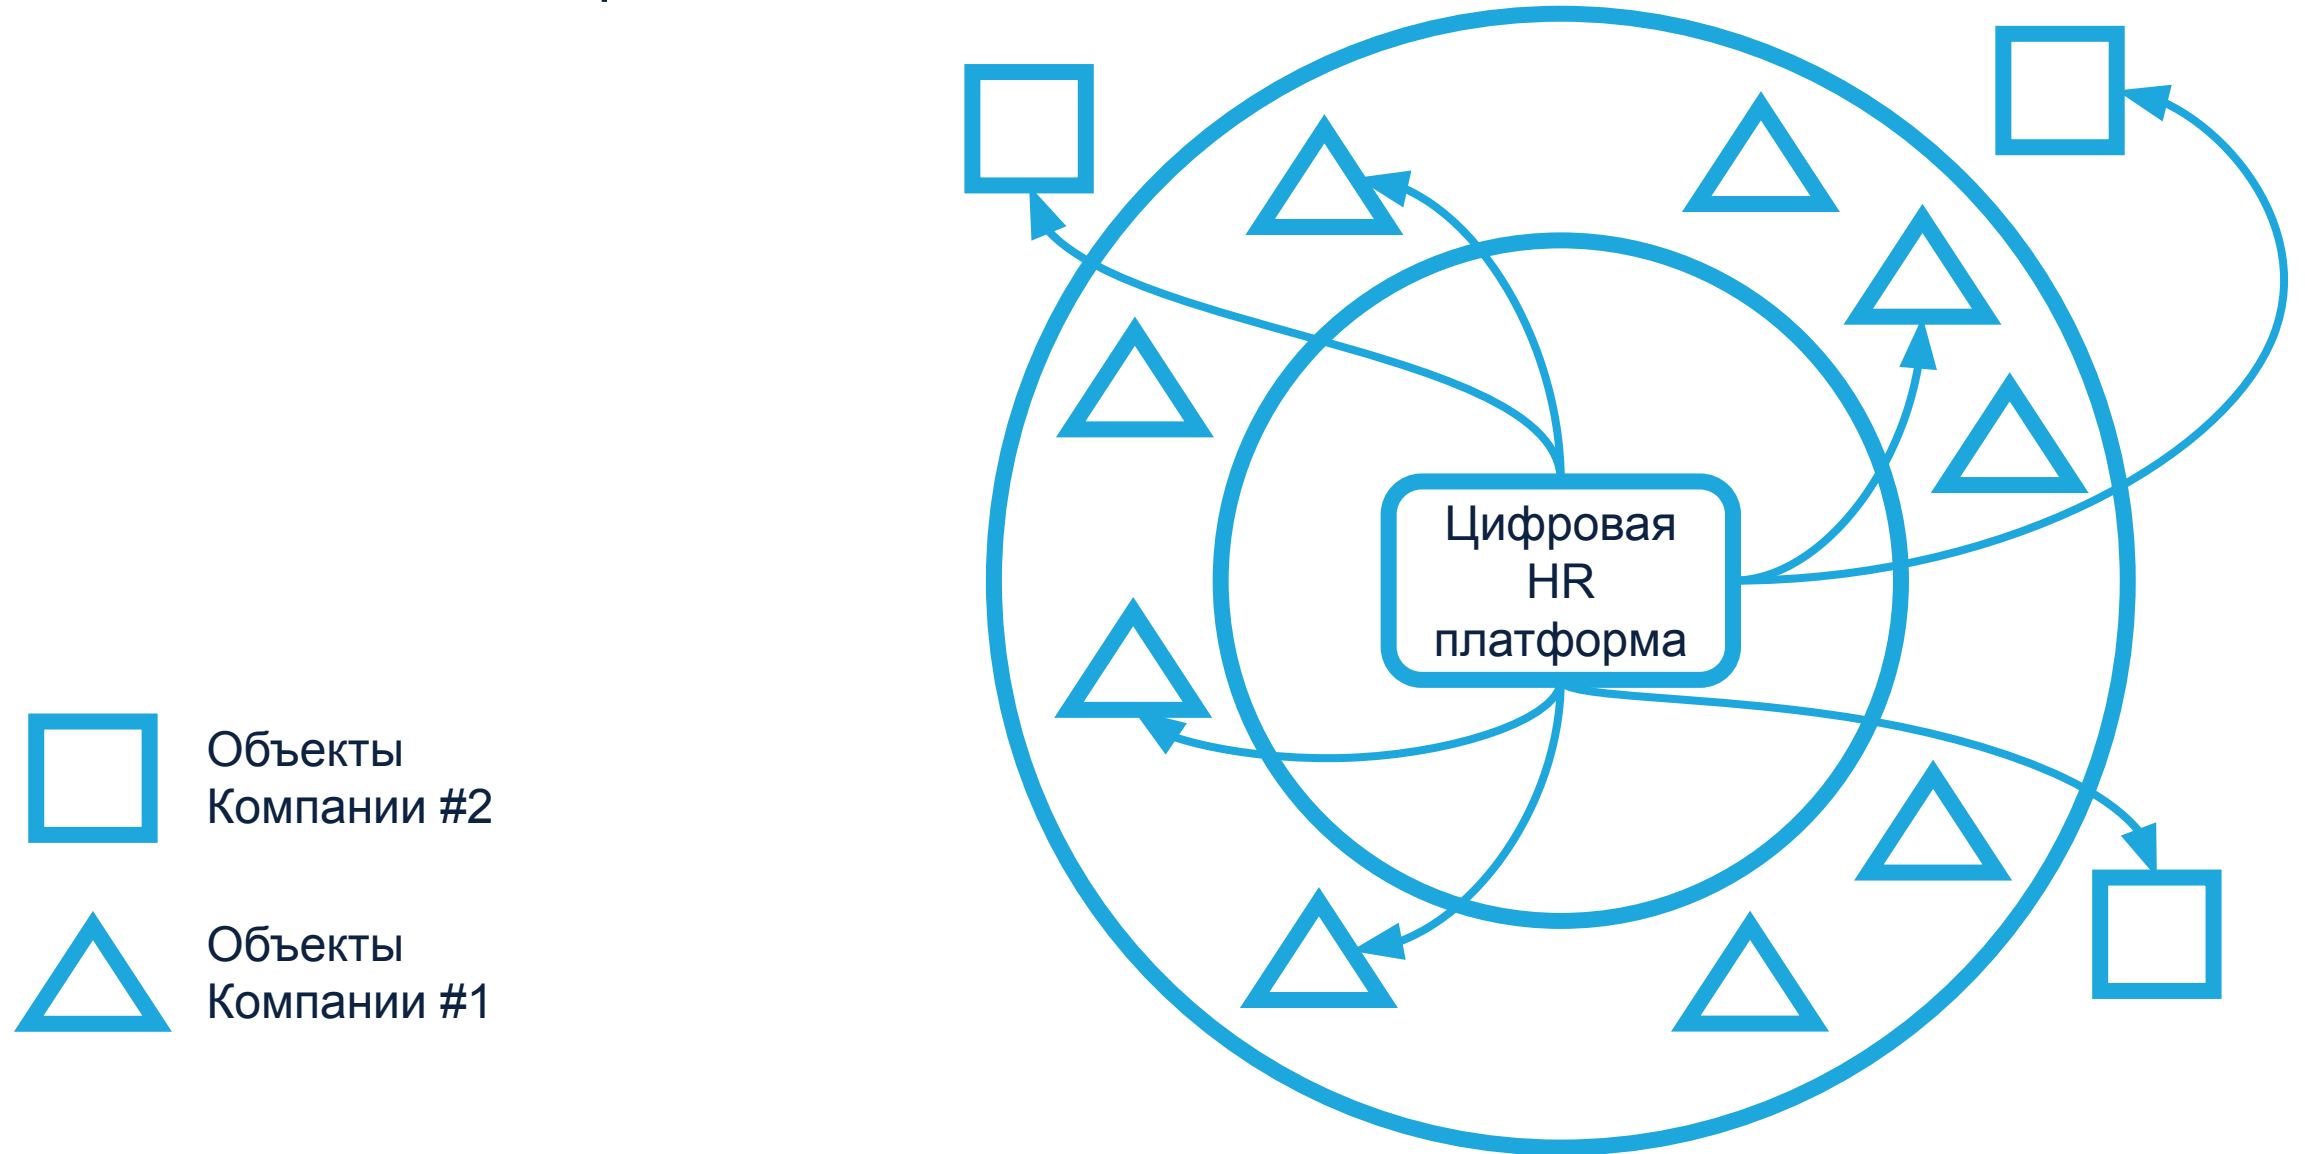 Цифровая
HR
платформа
Объекты
Компании #2
Объекты
Компании #1